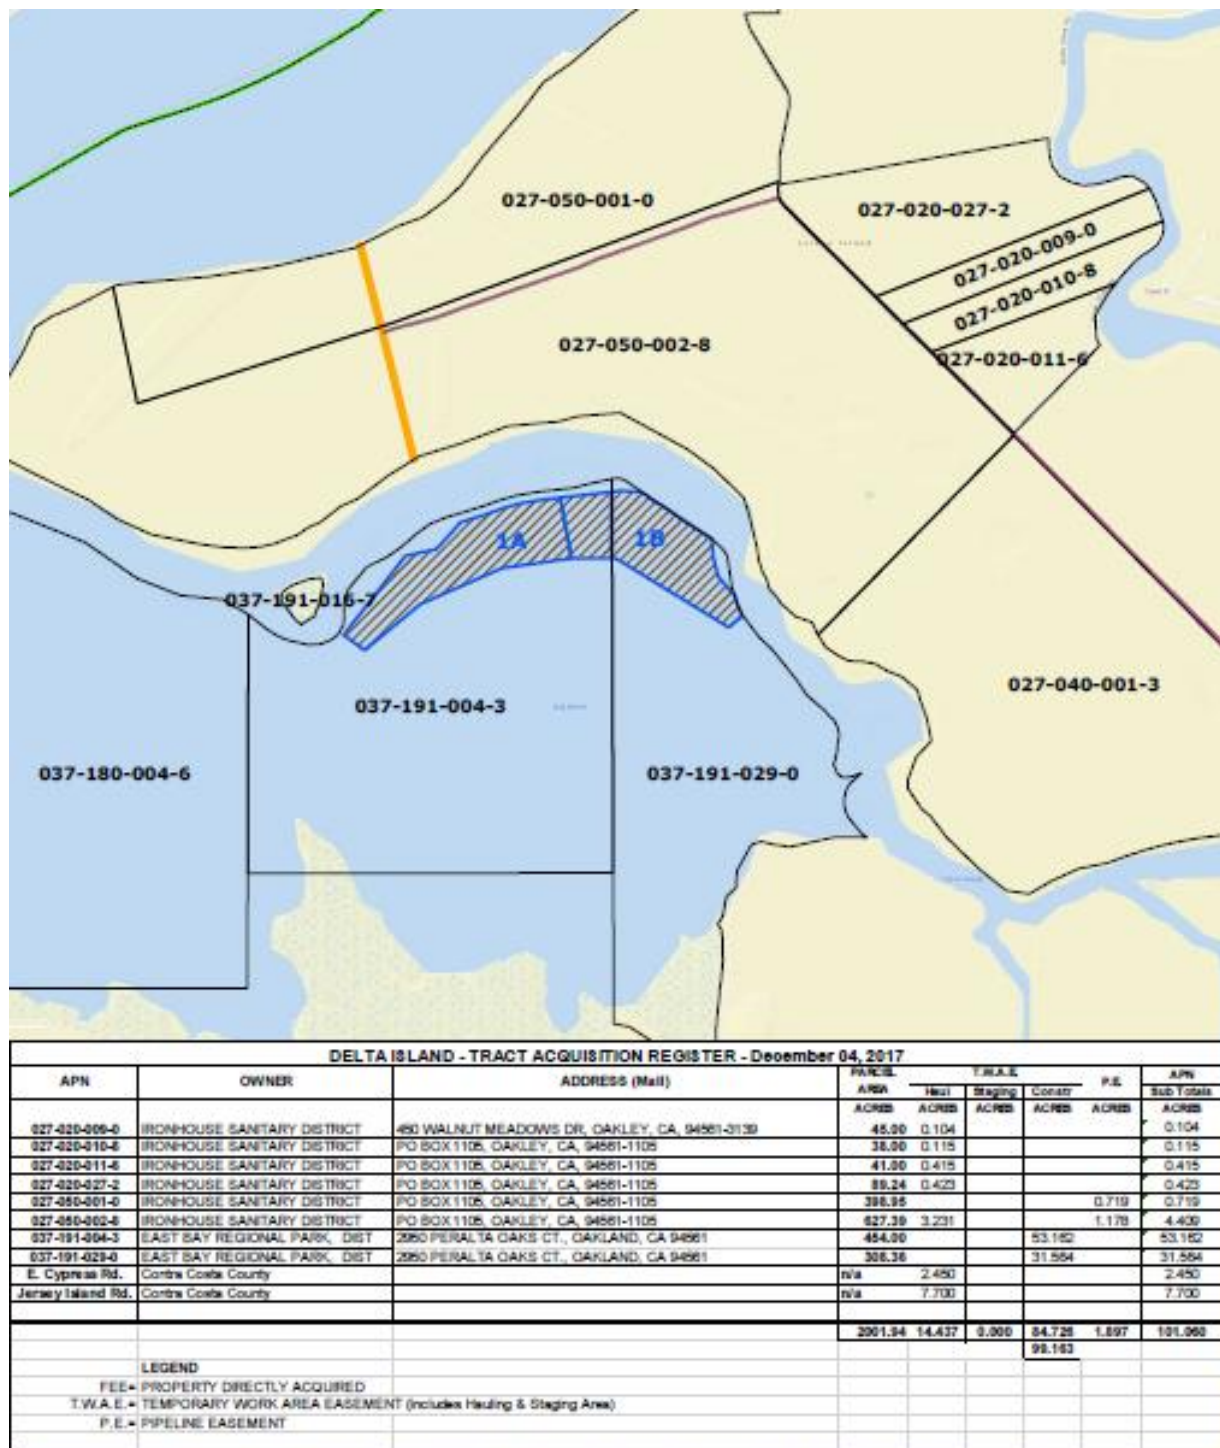 027-050-001-0
027-020-027-2
027-020-009-0
027-020-010-8
027-050-002-8
027-020-011-6
1A
1B
037-191-016-7
027-040-001-3
037-191-004-3
037-180-004-6
037-191-029-0
DELTA ISLAND - TRACT ACQUISITION REGISTER - December 04, 2017
APN OWNER ADDRESS (Mail) PARCEL AREA T.W.A.E. P.E. APN
Haul Staging Constr Sub Totals
ACRES ACRES ACRES ACRES ACRES ACRES
027-020-009-0 IRONHOUSE SANITARY DISTRICT 450 WALNUT MEADOWS DR, OAKLEY, CA, 94561-3139 45.00 0.104 0.104
027-020-010-8 IRONHOUSE SANITARY DISTRICT PO BOX 1105, OAKLEY, CA, 94561-1105 38.00 0.115 0.115
027-020-011-6 IRONHOUSE SANITARY DISTRICT PO BOX 1105, OAKLEY, CA, 94561-1105 41.00 0.415 0.415
027-020-027-2 IRONHOUSE SANITARY DISTRICT PO BOX 1105, OAKLEY, CA, 94561-1105 89.24 0.423 0.423
027-050-001-0 IRONHOUSE SANITARY DISTRICT PO BOX 1105, OAKLEY, CA, 94561-1105 398.95 0.719 0.719
027-050-002-8 IRONHOUSE SANITARY DISTRICT PO BOX 1105, OAKLEY, CA, 94561-1105 627.39 3.231 1.178 4.409
037-191-004-3 EAST BAY REGIONAL PARK, DIST 2950 PERALTA OAKS CT., OAKLAND, CA 94561 454.00 53.162 53.162
037-191-029-0 EAST BAY REGIONAL PARK, DIST 2950 PERALTA OAKS CT., OAKLAND, CA 94561 308.36 31.564 31.564
E. Cypress Rd. Contra Costa County n/a 2.450 2.450
Jersey Island Rd. Contra Costa County n/a 7.700 7.700
2001.94 14.437 0.000 84.726 1.897 101.060
99.163
LEGEND
FEE= PROPERTY DIRECTLY ACQUIRED
T.W.A.E.= TEMPORARY WORK AREA EASEMENT (Includes Hauling & Staging Area)
P.E.= PIPELINE EASEMENT